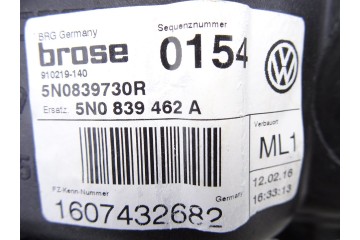 BRG Germany
Sequenznummer
brose
0154
910219-140
5N0839730R
Ersatz: 5N0 839 462 A
Verbauort
ML1
12.02.16
16:33:13
FZ-Kenn-Nummer
Germany
1607432682